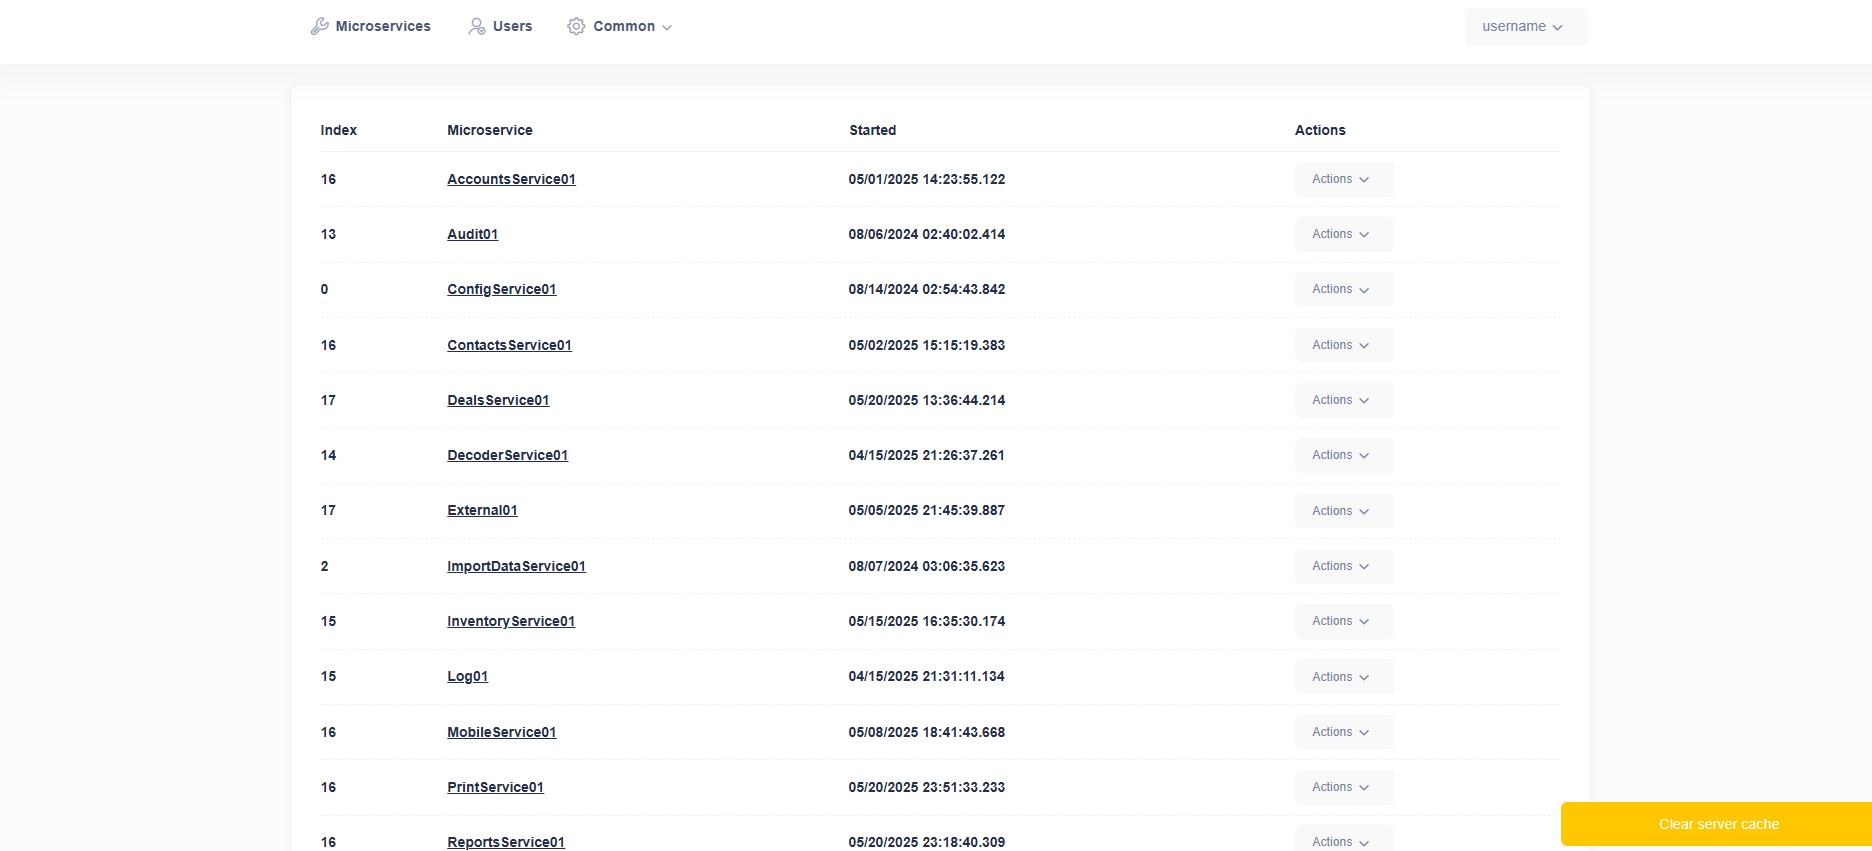 Microservices Users Common username
Index Microservice Started Actions
16 AccountsService01 05/01/2025 14:23:55.122 Actions
13 Audit01 08/06/2024 02:40:02.414 Actions
0 ConfigService01 08/14/2024 02:54:43.842 Actions
16 ContactsService01 05/02/2025 15:15:19.383 Actions
17 DealsService01 05/20/2025 13:36:44.214 Actions
14 DecoderService01 04/15/2025 21:26:37.261 Actions
17 External01 05/05/2025 21:45:39.887 Actions
2 ImportDataService01 08/07/2024 03:06:35.623 Actions
15 InventoryService01 05/15/2025 16:35:30.174 Actions
15 Log01 04/15/2025 21:31:11.134 Actions
16 MobileService01 05/08/2025 18:41:43.668 Actions
16 PrintService01 05/20/2025 23:51:33.233 Actions
16 ReportsService01 05/20/2025 23:18:40.309 Actions
Clear server cache